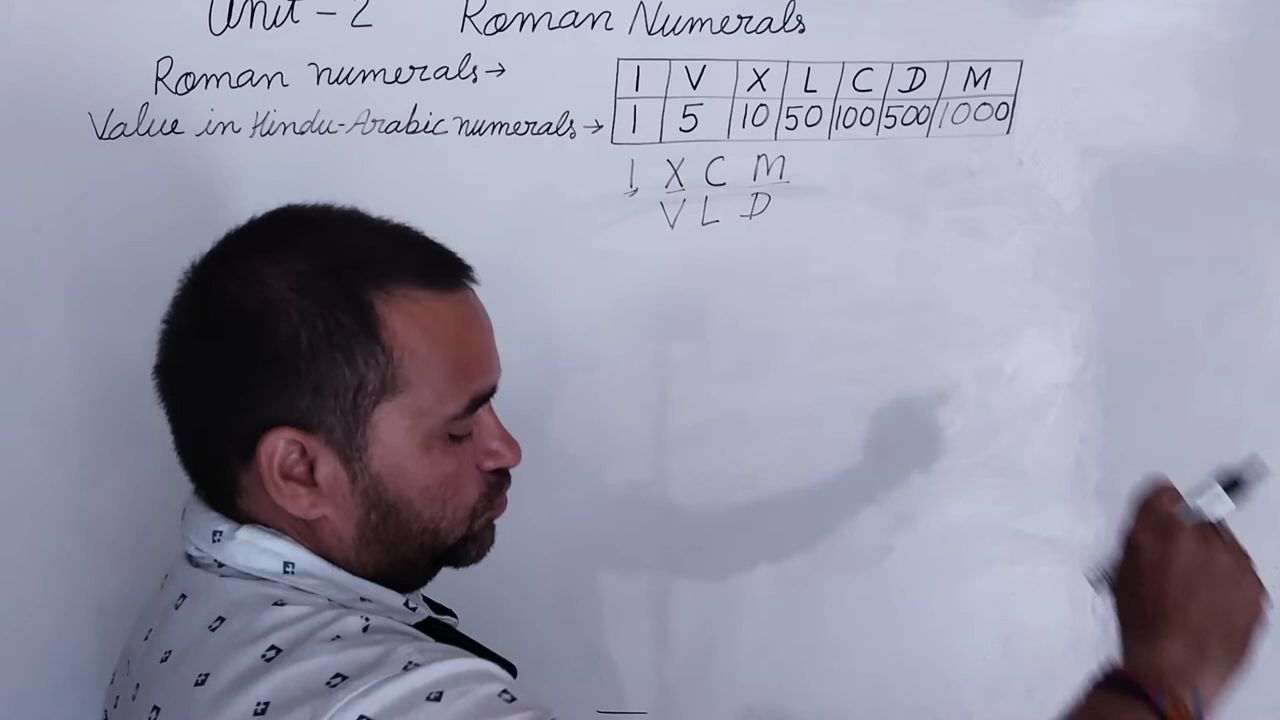 Unit - 2 Roman Numerals
Roman numerals → I V X L C D M
Value in Hindu-Arabic numerals → 1 5 10 50 100 500 1000
I X C M
V L D